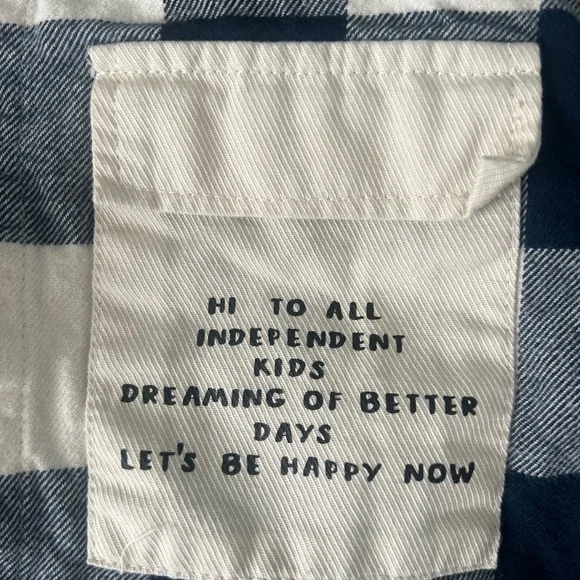 HI TO ALL
INDEPENDENT
KIDS
DREAMING OF BETTER
DAYS
LET'S BE HAPPY NOW